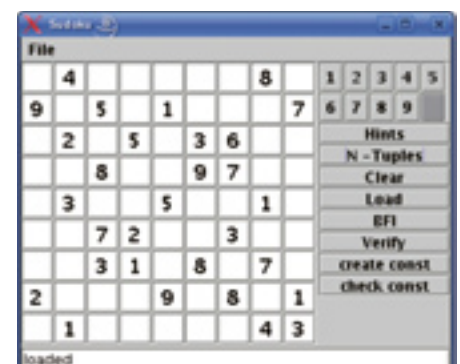 Sudoku
File
4 8
9 5 1 7
2 5 3 6
8 9 7
3 5 1
7 2 3
3 1 8 7
2 9 8 1
1 4 3
1 2 3 4 5
6 7 8 9
Hints
N - Tuples
Clear
Load
BFI
Verify
create const
check const
loaded